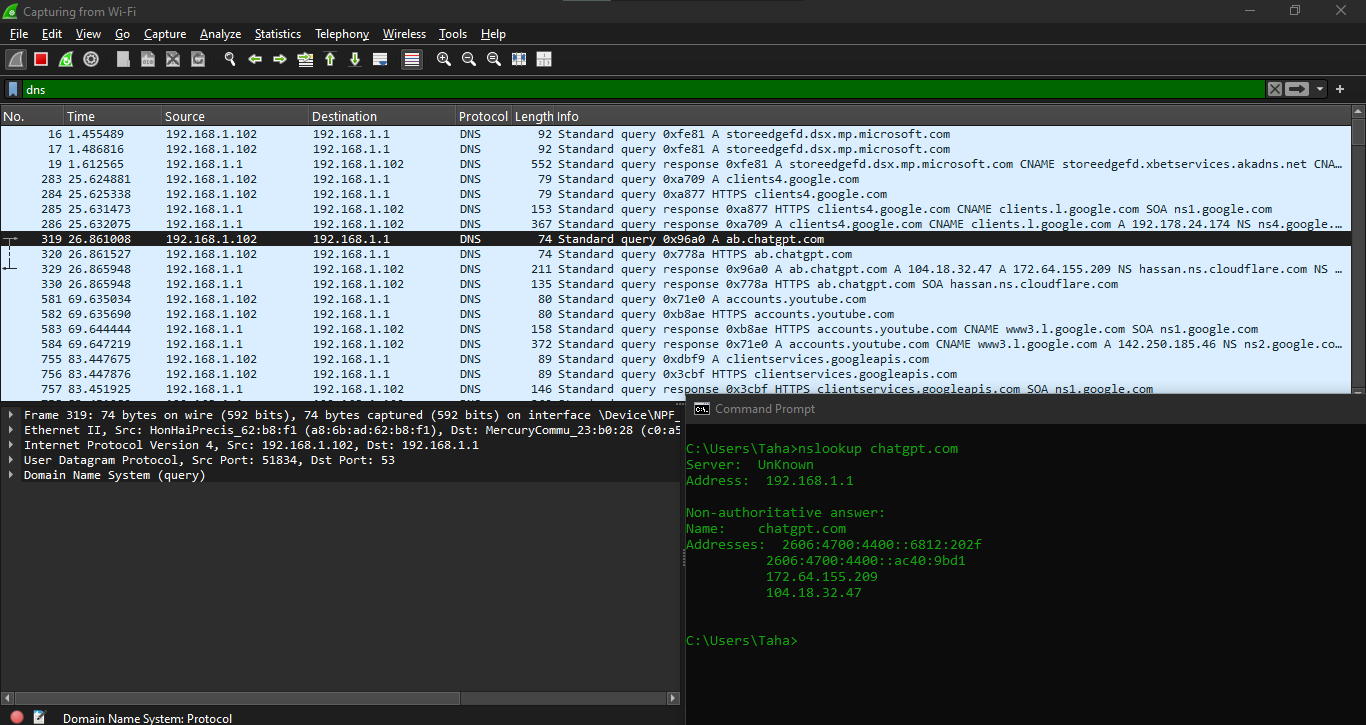 Capturing from Wi-Fi
File Edit View Go Capture Analyze Statistics Telephony Wireless Tools Help
dns
No. Time Source Destination Protocol Length Info
16 1.455489 192.168.1.102 192.168.1.1 DNS 92 Standard query 0xfe81 A storeedgefd.dsx.mp.microsoft.com
17 1.486816 192.168.1.102 192.168.1.1 DNS 92 Standard query 0xfe81 A storeedgefd.dsx.mp.microsoft.com
19 1.612565 192.168.1.1 192.168.1.102 DNS 552 Standard query response 0xfe81 A storeedgefd.dsx.mp.microsoft.com CNAME storeedgefd.xbetservices.akadns.net CNA…
283 25.624881 192.168.1.102 192.168.1.1 DNS 79 Standard query 0xa709 A clients4.google.com
284 25.625338 192.168.1.102 192.168.1.1 DNS 79 Standard query 0xa877 HTTPS clients4.google.com
285 25.631473 192.168.1.1 192.168.1.102 DNS 153 Standard query response 0xa877 HTTPS clients4.google.com CNAME clients.l.google.com SOA ns1.google.com
286 25.632075 192.168.1.1 192.168.1.102 DNS 367 Standard query response 0xa709 A clients4.google.com CNAME clients.l.google.com A 192.178.24.174 NS ns4.google.…
319 26.861008 192.168.1.102 192.168.1.1 DNS 74 Standard query 0x96a0 A ab.chatgpt.com
320 26.861527 192.168.1.102 192.168.1.1 DNS 74 Standard query 0x778a HTTPS ab.chatgpt.com
329 26.865948 192.168.1.1 192.168.1.102 DNS 211 Standard query response 0x96a0 A ab.chatgpt.com A 104.18.32.47 A 172.64.155.209 NS hassan.ns.cloudflare.com NS …
330 26.865948 192.168.1.1 192.168.1.102 DNS 135 Standard query response 0x778a HTTPS ab.chatgpt.com SOA hassan.ns.cloudflare.com
581 69.635034 192.168.1.102 192.168.1.1 DNS 80 Standard query 0x71e0 A accounts.youtube.com
582 69.635690 192.168.1.102 192.168.1.1 DNS 80 Standard query 0xb8ae HTTPS accounts.youtube.com
583 69.644444 192.168.1.1 192.168.1.102 DNS 158 Standard query response 0xb8ae HTTPS accounts.youtube.com CNAME www3.l.google.com SOA ns1.google.com
584 69.647219 192.168.1.1 192.168.1.102 DNS 372 Standard query response 0x71e0 A accounts.youtube.com CNAME www3.l.google.com A 142.250.185.46 NS ns2.google.co…
755 83.447675 192.168.1.102 192.168.1.1 DNS 89 Standard query 0xdbf9 A clientservices.googleapis.com
756 83.447876 192.168.1.102 192.168.1.1 DNS 89 Standard query 0x3cbf HTTPS clientservices.googleapis.com
757 83.451925 192.168.1.1 192.168.1.102 DNS 146 Standard query response 0x3cbf HTTPS clientservices.googleapis.com SOA ns1.google.com
Frame 319: 74 bytes on wire (592 bits), 74 bytes captured (592 bits) on interface \Device\NPF_
Ethernet II, Src: HonHaiPrecis_62:b8:f1 (a8:6b:ad:62:b8:f1), Dst: MercuryCommu_23:b0:28 (c0:a5
Internet Protocol Version 4, Src: 192.168.1.102, Dst: 192.168.1.1
User Datagram Protocol, Src Port: 51834, Dst Port: 53
Domain Name System (query)
Domain Name System: Protocol
Command Prompt
C:\Users\Taha>nslookup chatgpt.com
Server: UnKnown
Address: 192.168.1.1
Non-authoritative answer:
Name: chatgpt.com
Addresses: 2606:4700:4400::6812:202f
2606:4700:4400::ac40:9bd1
172.64.155.209
104.18.32.47
C:\Users\Taha>